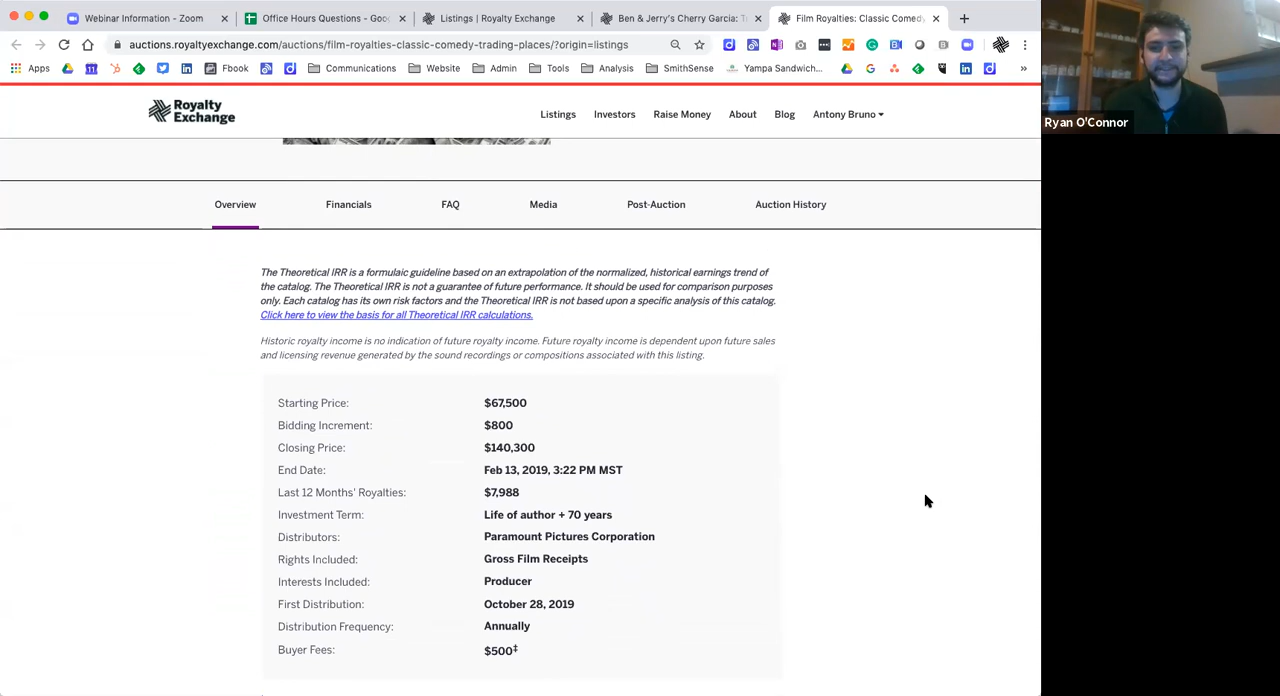 Webinar Information - Zoom
Office Hours Questions - Goo
Listings | Royalty Exchange
Ben & Jerry's Cherry Garcia: T
Film Royalties: Classic Comedy
auctions.royaltyexchange.com/auctions/film-royalties-classic-comedy-trading-places/?origin=listings
Apps
Fbook
Communications
Website
Admin
Tools
Analysis
SmithSense
Yampa Sandwich...
Royalty
Exchange
Listings
Investors
Raise Money
About
Blog
Antony Bruno
Ryan O'Connor
Overview
Financials
FAQ
Media
Post-Auction
Auction History
The Theoretical IRR is a formulaic guideline based on an extrapolation of the normalized, historical earnings trend of
the catalog. The Theoretical IRR is not a guarantee of future performance. It should be used for comparison purposes
only. Each catalog has its own risk factors and the Theoretical IRR is not based upon a specific analysis of this catalog.
Click here to view the basis for all Theoretical IRR calculations.
Historic royalty income is no indication of future royalty income. Future royalty income is dependent upon future sales
and licensing revenue generated by the sound recordings or compositions associated with this listing.
Starting Price: $67,500
Bidding Increment: $800
Closing Price: $140,300
End Date: Feb 13, 2019, 3:22 PM MST
Last 12 Months' Royalties: $7,988
Investment Term: Life of author + 70 years
Distributors: Paramount Pictures Corporation
Rights Included: Gross Film Receipts
Interests Included: Producer
First Distribution: October 28, 2019
Distribution Frequency: Annually
Buyer Fees: $500‡